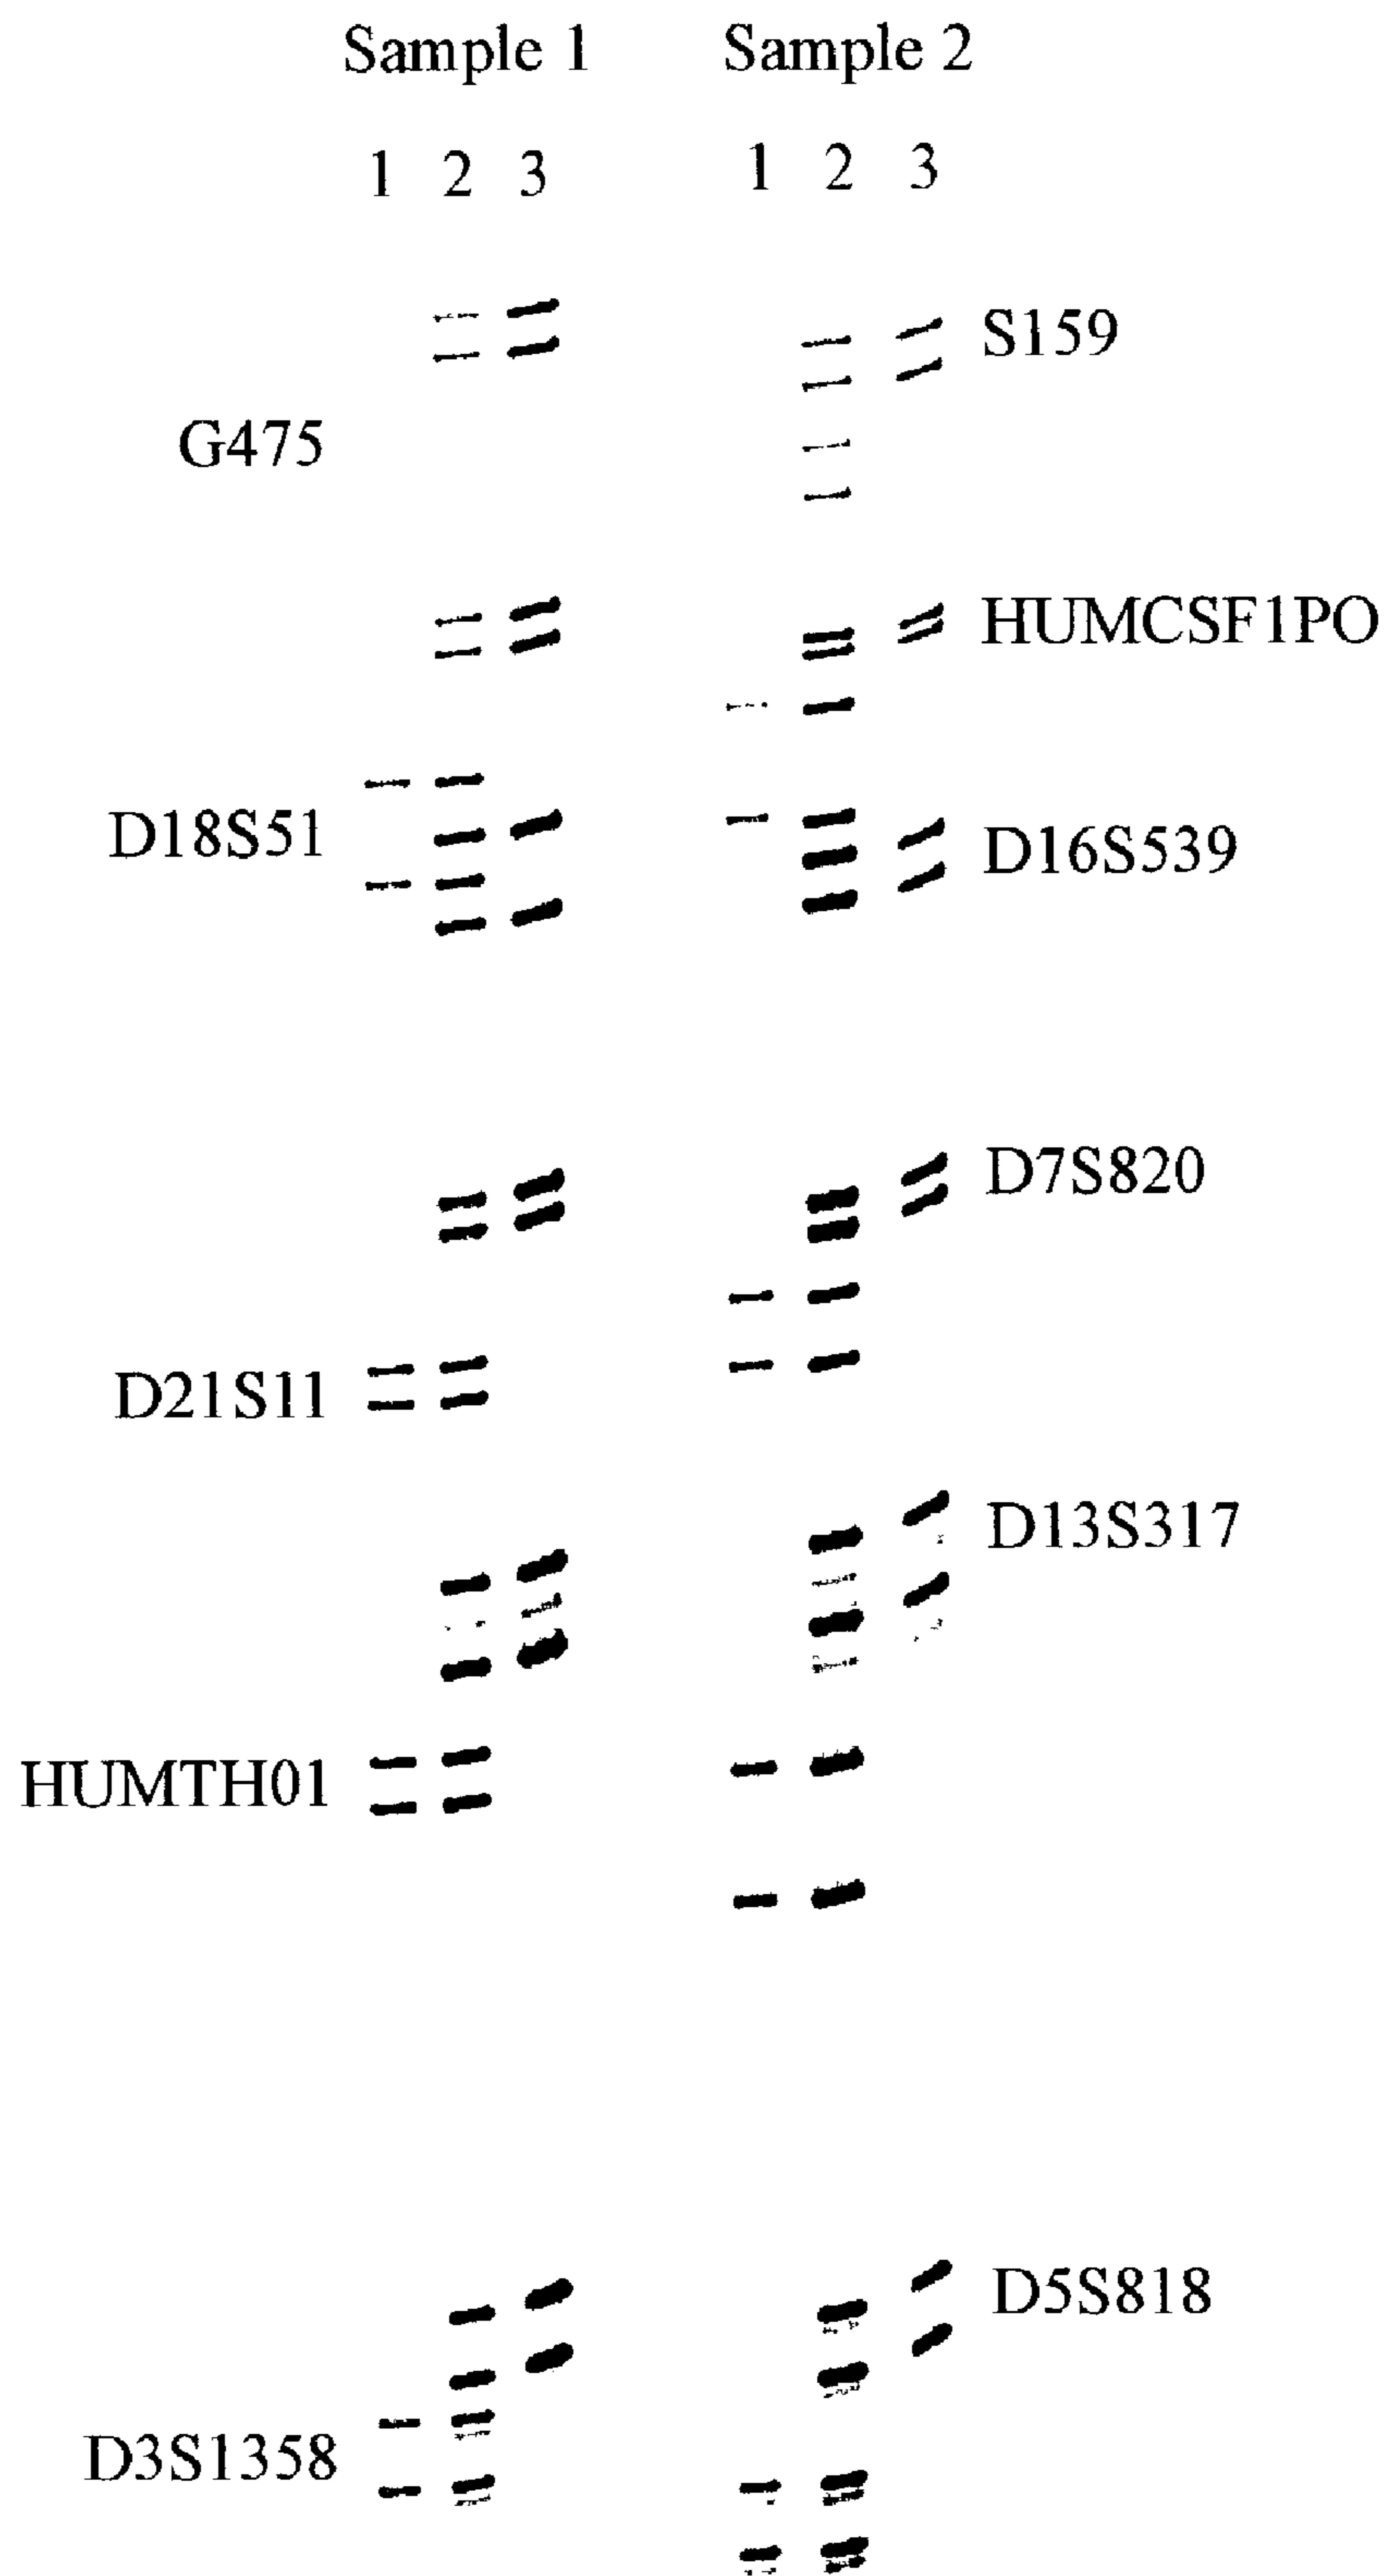 Sample 1 Sample 2
1 2 3 1 2 3
S159
G475
HUMCSF1PO
D18S51
D16S539
D7S820
D21S11
D13S317
HUMTH01
D5S818
D3S1358